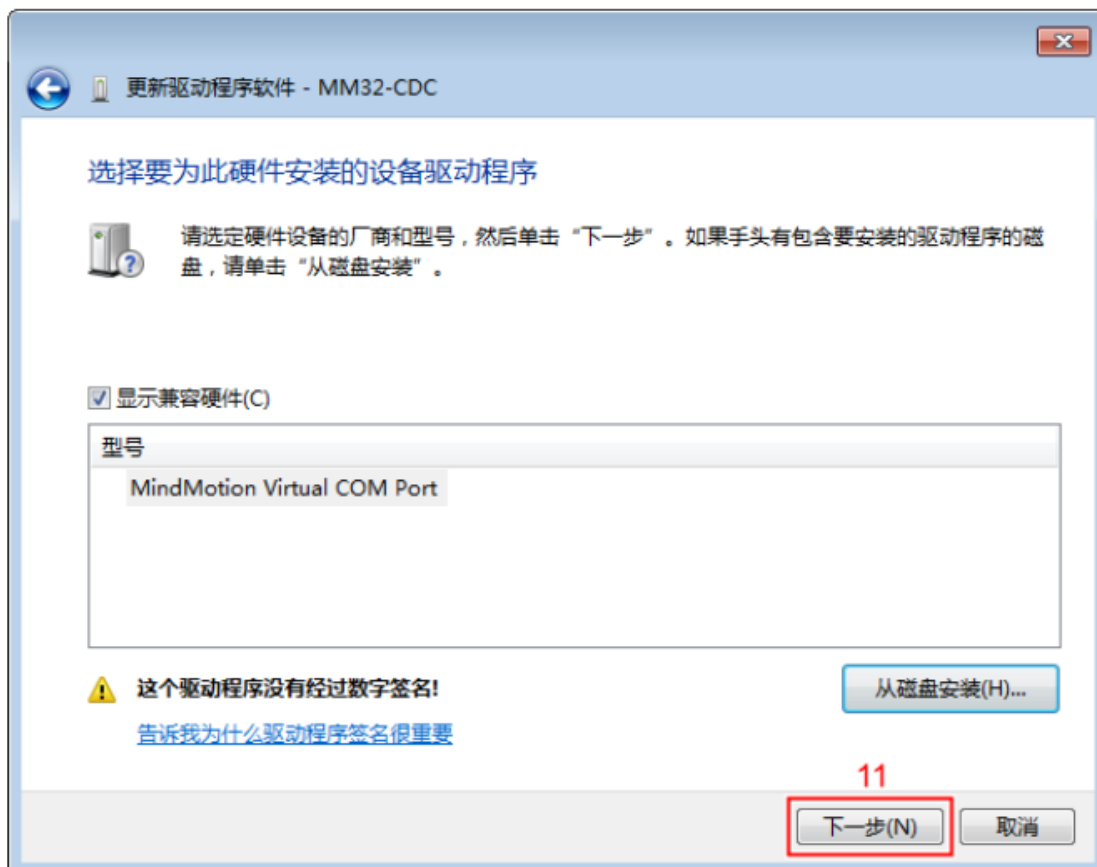 更新驱动程序软件 - MM32-CDC
选择要为此硬件安装的设备驱动程序
请选定硬件设备的厂商和型号，然后单击“下一步”。如果手头有包含要安装的驱动程序的磁
盘，请单击“从磁盘安装”。
显示兼容硬件(C)
型号
MindMotion Virtual COM Port
这个驱动程序没有经过数字签名!
从磁盘安装(H)...
告诉我为什么驱动程序签名很重要
11
下一步(N)
取消